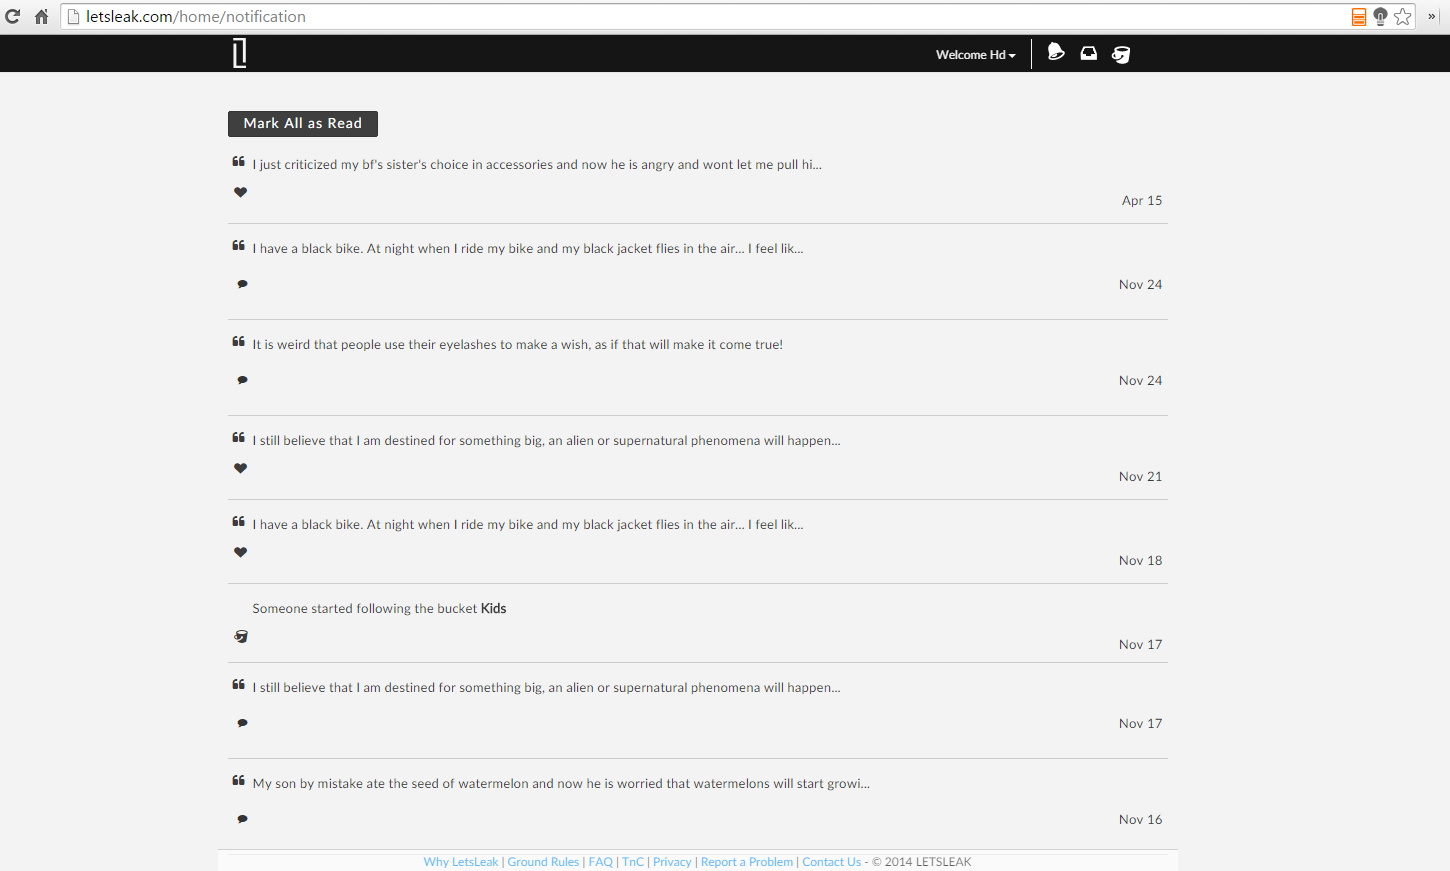 letsleak.com/home/notification
»
Welcome Hd
Mark All as Read
I just criticized my bf's sister's choice in accessories and now he is angry and wont let me pull hi...
Apr 15
I have a black bike. At night when I ride my bike and my black jacket flies in the air... I feel lik...
Nov 24
It is weird that people use their eyelashes to make a wish, as if that will make it come true!
Nov 24
I still believe that I am destined for something big, an alien or supernatural phenomena will happen...
Nov 21
I have a black bike. At night when I ride my bike and my black jacket flies in the air... I feel lik...
Nov 18
Someone started following the bucket Kids
Nov 17
I still believe that I am destined for something big, an alien or supernatural phenomena will happen...
Nov 17
My son by mistake ate the seed of watermelon and now he is worried that watermelons will start growi...
Nov 16
Why LetsLeak | Ground Rules | FAQ | TnC | Privacy | Report a Problem | Contact Us - © 2014 LETSLEAK